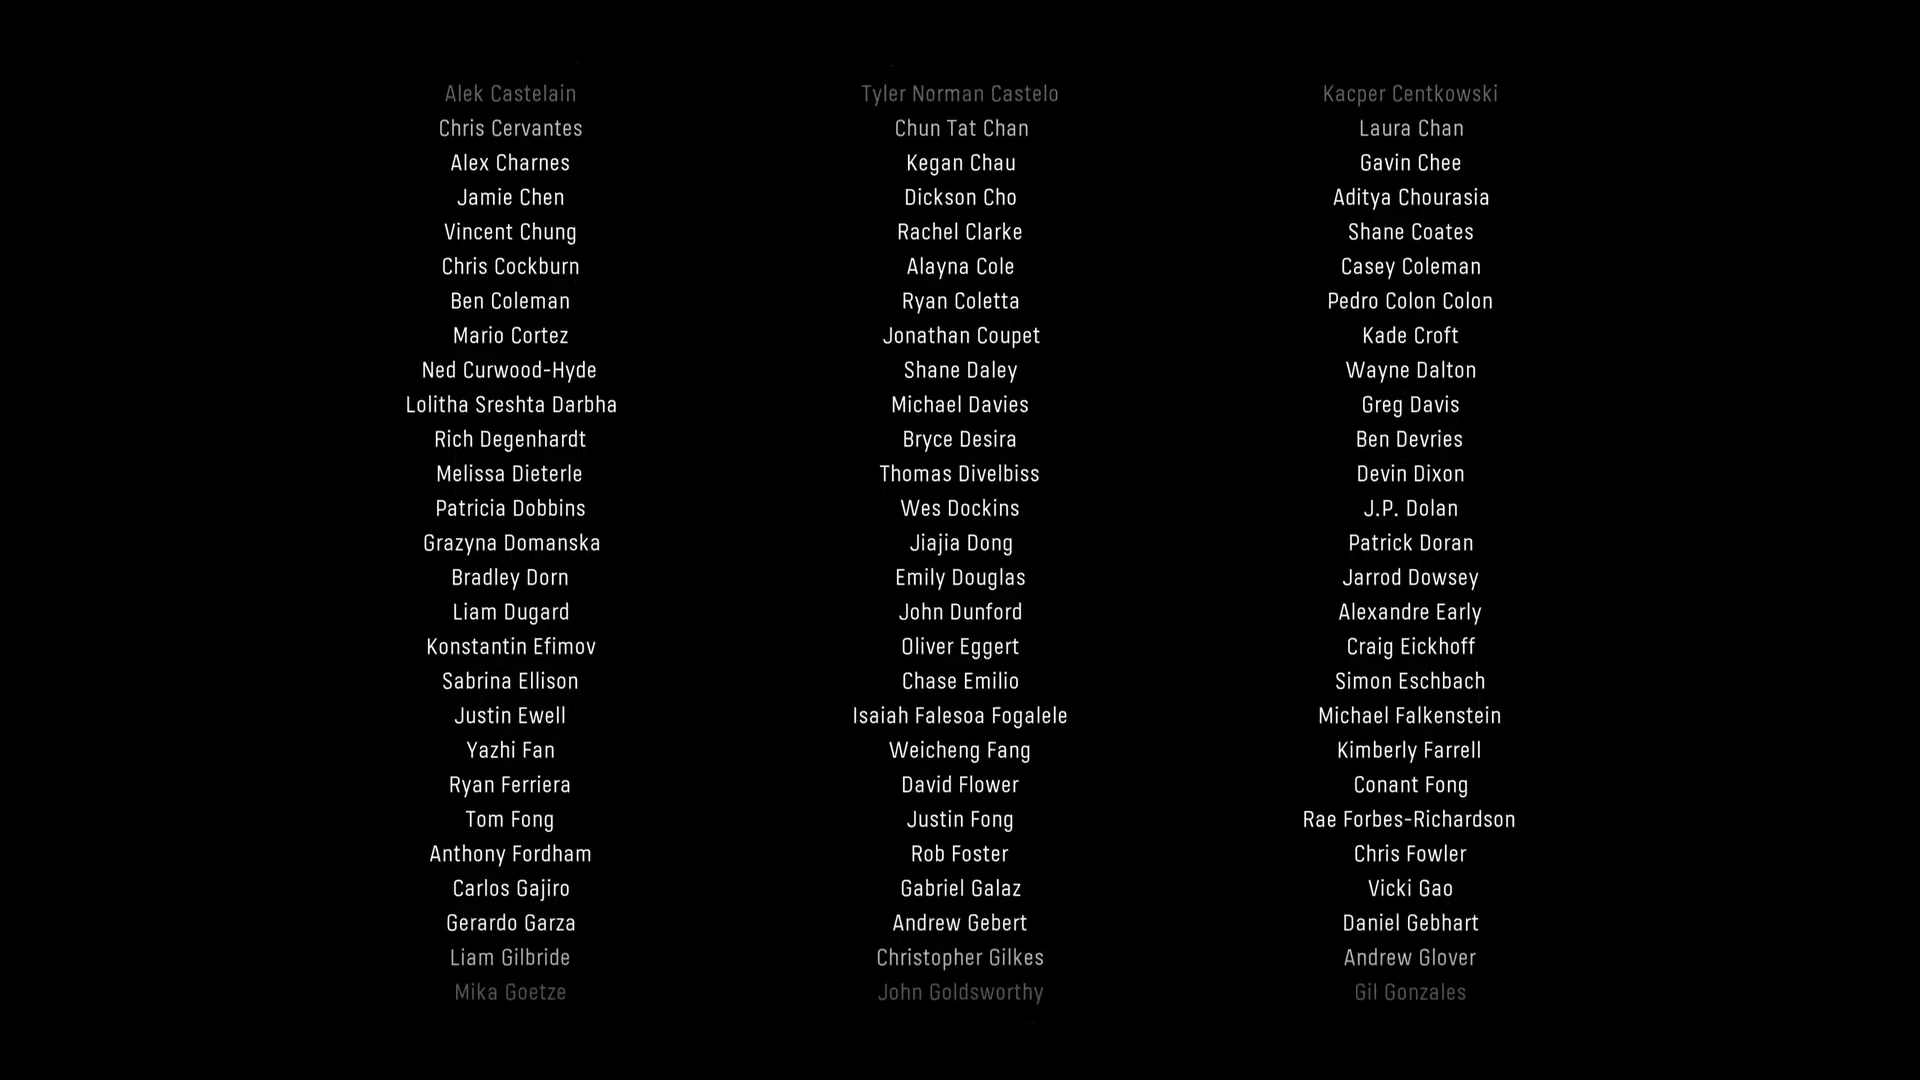 Alek Castelain Tyler Norman Castelo Kacper Centkowski
Chris Cervantes Chun Tat Chan Laura Chan
Alex Charnes Kegan Chau Gavin Chee
Jamie Chen Dickson Cho Aditya Chourasia
Vincent Chung Rachel Clarke Shane Coates
Chris Cockburn Alayna Cole Casey Coleman
Ben Coleman Ryan Coletta Pedro Colon Colon
Mario Cortez Jonathan Coupet Kade Croft
Ned Curwood-Hyde Shane Daley Wayne Dalton
Lolitha Sreshta Darbha Michael Davies Greg Davis
Rich Degenhardt Bryce Desira Ben Devries
Melissa Dieterle Thomas Divelbiss Devin Dixon
Patricia Dobbins Wes Dockins J.P. Dolan
Grazyna Domanska Jiajia Dong Patrick Doran
Bradley Dorn Emily Douglas Jarrod Dowsey
Liam Dugard John Dunford Alexandre Early
Konstantin Efimov Oliver Eggert Craig Eickhoff
Sabrina Ellison Chase Emilio Simon Eschbach
Justin Ewell Isaiah Falesoa Fogalele Michael Falkenstein
Yazhi Fan Weicheng Fang Kimberly Farrell
Ryan Ferriera David Flower Conant Fong
Tom Fong Justin Fong Rae Forbes-Richardson
Anthony Fordham Rob Foster Chris Fowler
Carlos Gajiro Gabriel Galaz Vicki Gao
Gerardo Garza Andrew Gebert Daniel Gebhart
Liam Gilbride Christopher Gilkes Andrew Glover
Mika Goetze John Goldsworthy Gil Gonzales